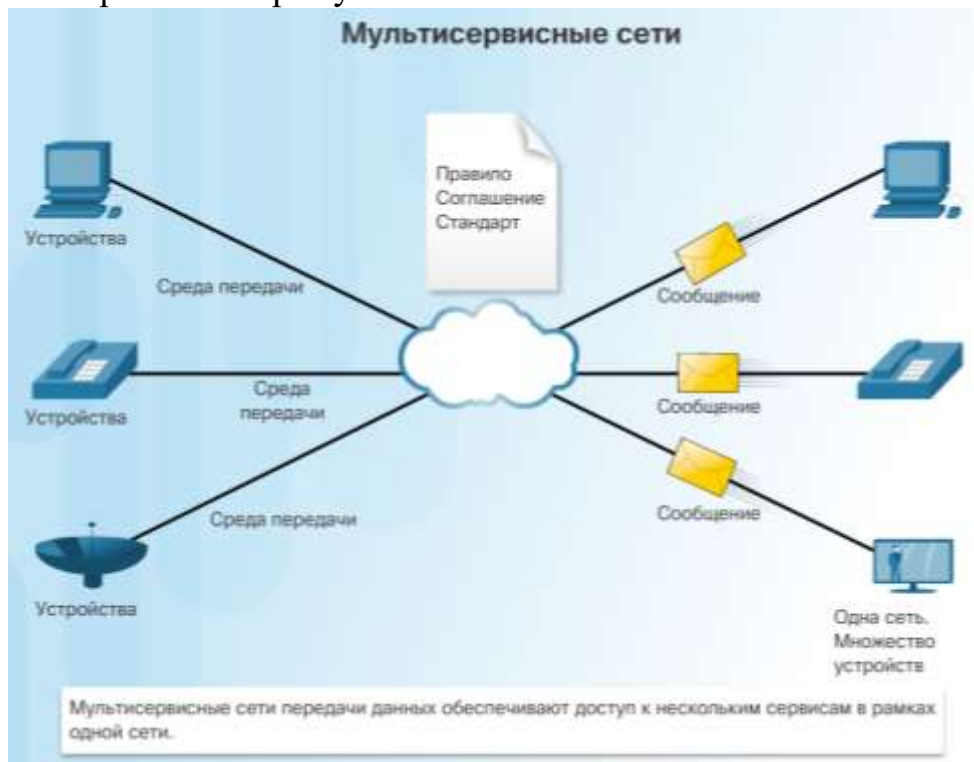 Мультисервисные сети
Правило
Соглашение
Стандарт
Устройства
Среда передачи
Сообщение
Устройства
Среда
передачи
Сообщение
Среда передачи
Сообщение
Устройства
Одна сеть.
Множество
устройств
Мультисервисные сети передачи данных обеспечивают доступ к нескольким сервисам в рамках
одной сети.